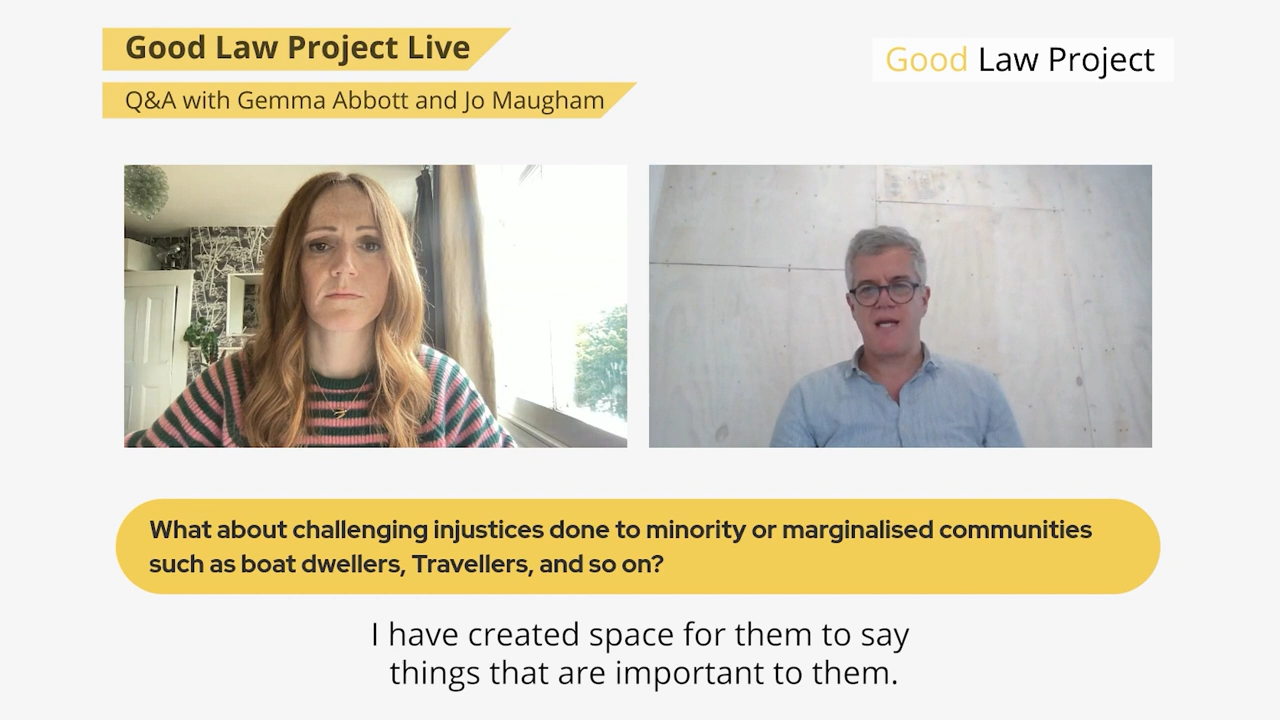 Good Law Project Live
Good Law Project
Q&A with Gemma Abbott and Jo Maugham
What about challenging injustices done to minority or marginalised communities
such as boat dwellers, Travellers, and so on?
I have created space for them to say
things that are important to them.